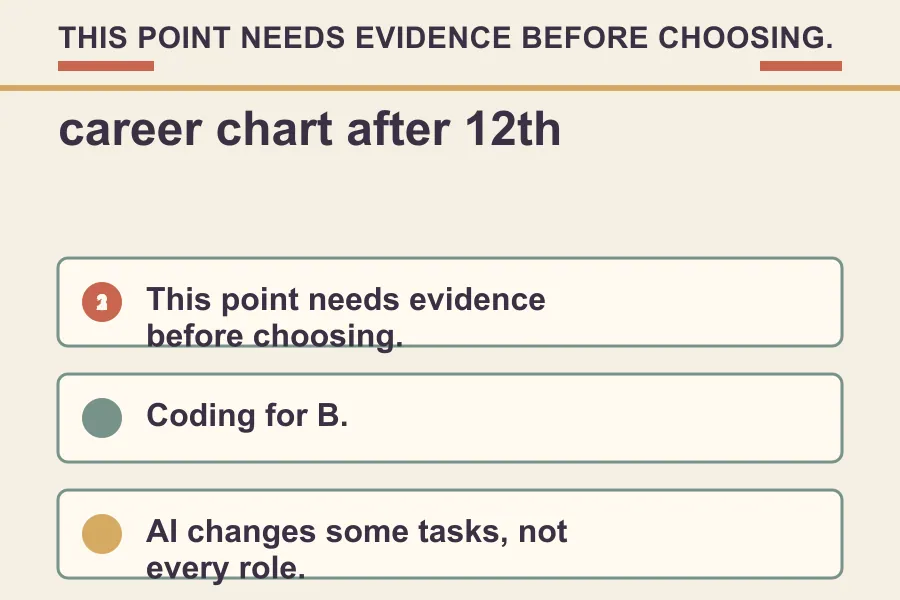 THIS POINT NEEDS EVIDENCE BEFORE CHOOSING.
career chart after 12th
This point needs evidence
before choosing.
Coding for B.
AI changes some tasks, not
every role.